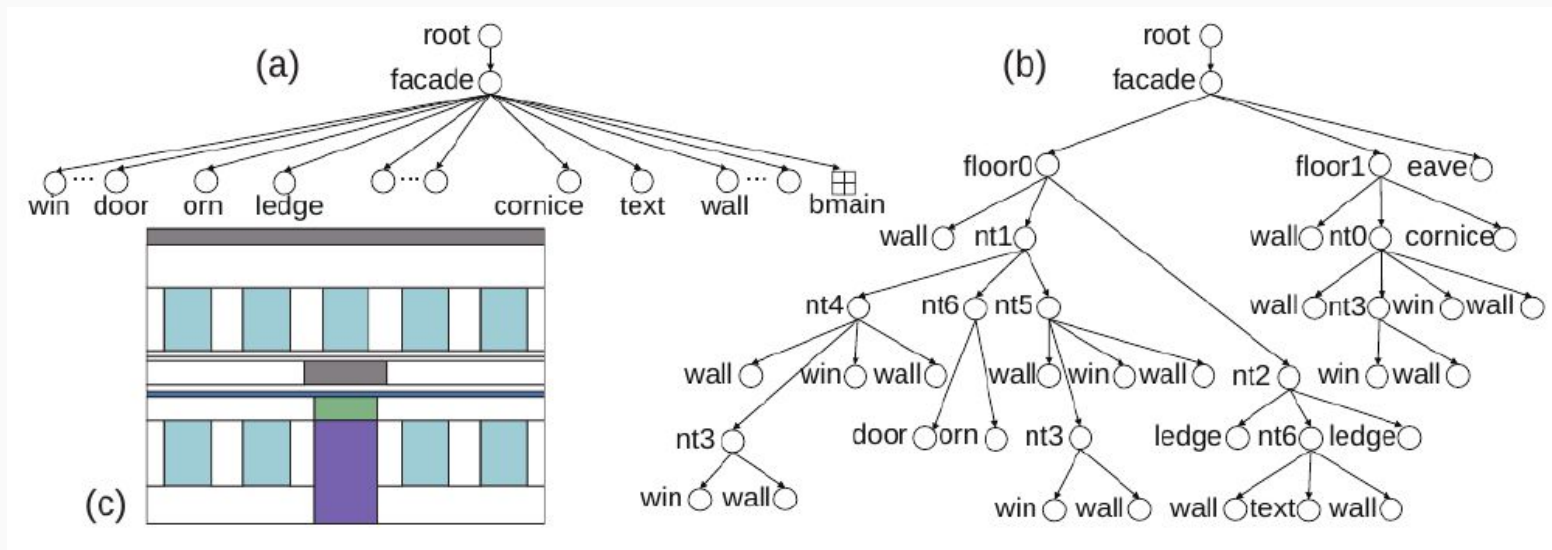 (a)
root
facade
... ... ...
win door orn ledge cornice text wall bmain
(c)
(b)
root
facade
floor0 floor1 eave
wall nt1 wall nt0 cornice
nt4 nt6 nt5 wall nt3 win wall
wall win wall wall win wall nt2 win wall
nt3 door orn nt3 ledge nt6 ledge
win wall win wall wall text wall